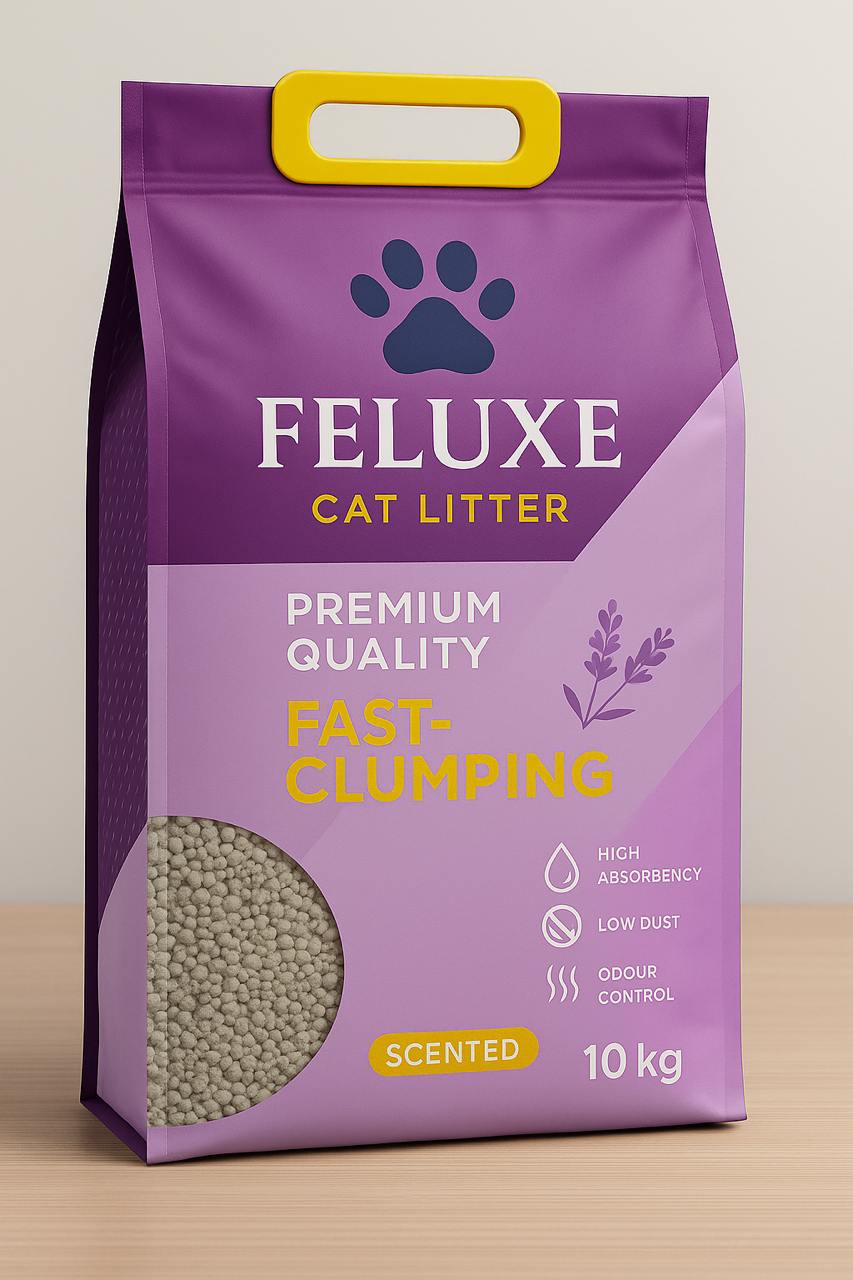 FELUXE
CAT LITTER
PREMIUM
QUALITY
FAST-
CLUMPING
HIGH
ABSORBENCY
LOW DUST
ODOUR
CONTROL
SCENTED
10 kg